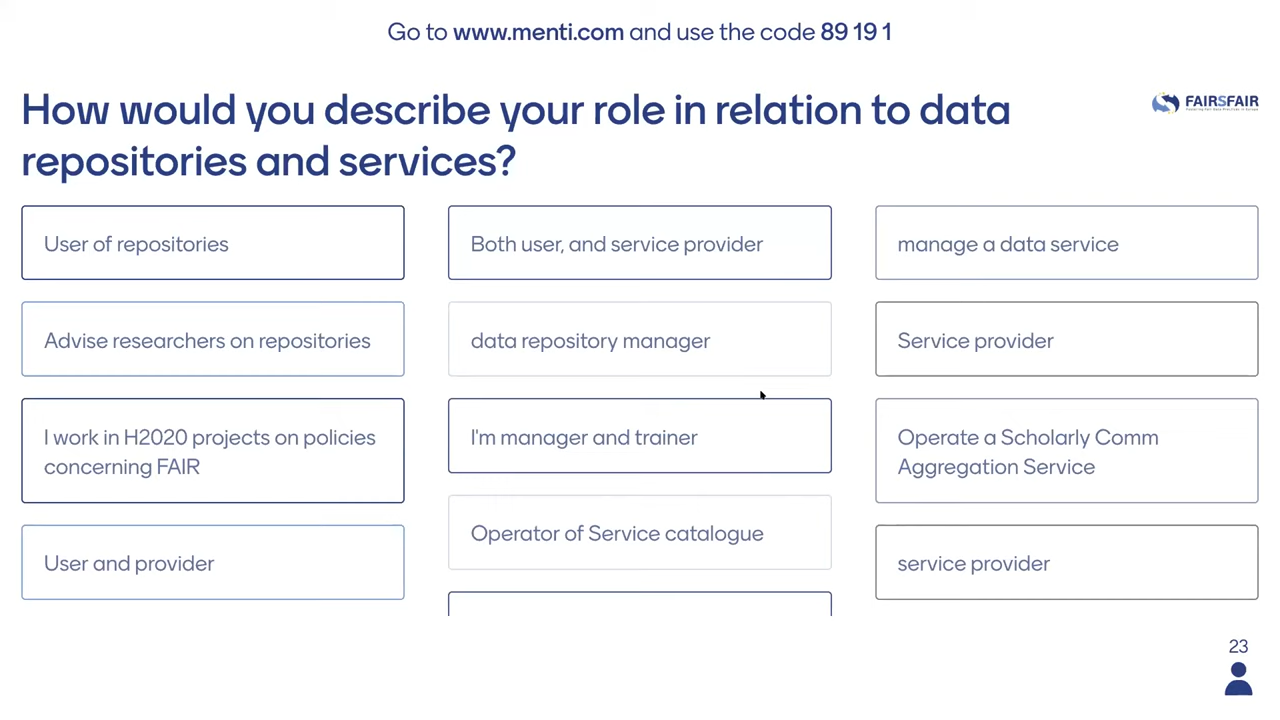 Go to www.menti.com and use the code 89 19 1
How would you describe your role in relation to data
repositories and services?
FAIRSFAIR
User of repositories
Both user, and service provider
manage a data service
Advise researchers on repositories
data repository manager
Service provider
I work in H2020 projects on policies
concerning FAIR
I'm manager and trainer
Operate a Scholarly Comm
Aggregation Service
User and provider
Operator of Service catalogue
service provider
23